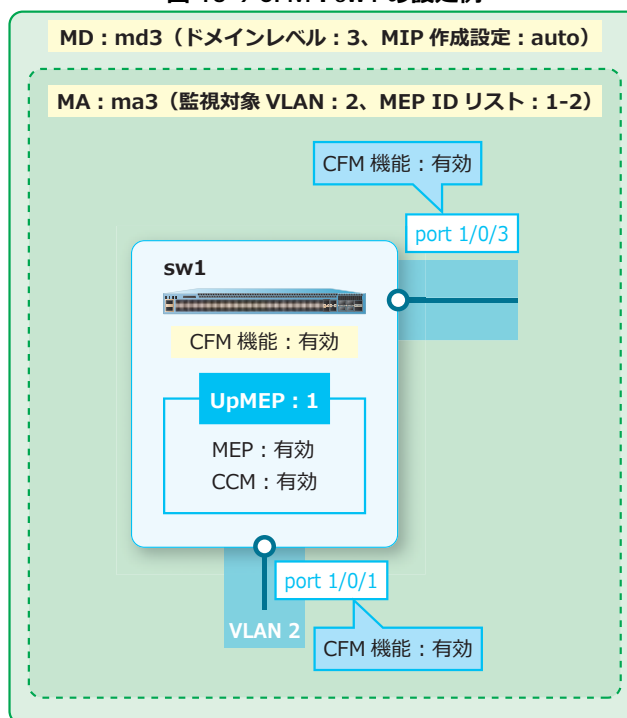 MD：md3（ドメインレベル：3、MIP 作成設定：auto）
MA：ma3（監視対象 VLAN：2、MEP ID リスト：1-2）
CFM 機能：有効
port 1/0/3
sw1
CFM 機能：有効
UpMEP：1
MEP：有効
CCM：有効
port 1/0/1
VLAN 2
CFM 機能：有効